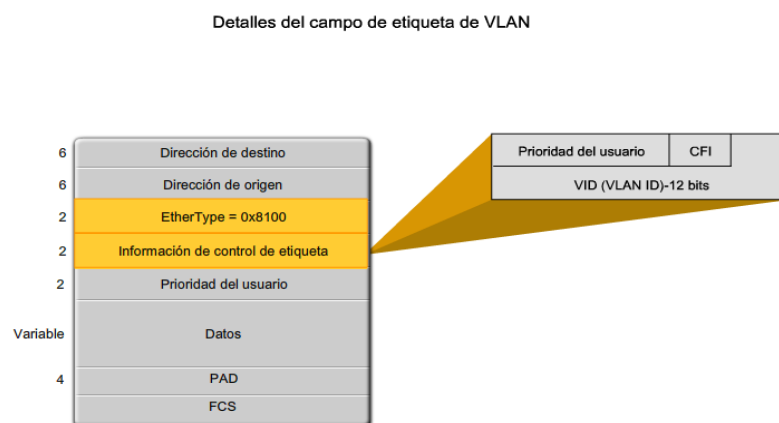 Detalles del campo de etiqueta de VLAN
6 Dirección de destino
6 Dirección de origen
2 EtherType = 0x8100
2 Información de control de etiqueta
2 Prioridad del usuario
Variable Datos
4 PAD
FCS
Prioridad del usuario CFI
VID (VLAN ID)-12 bits